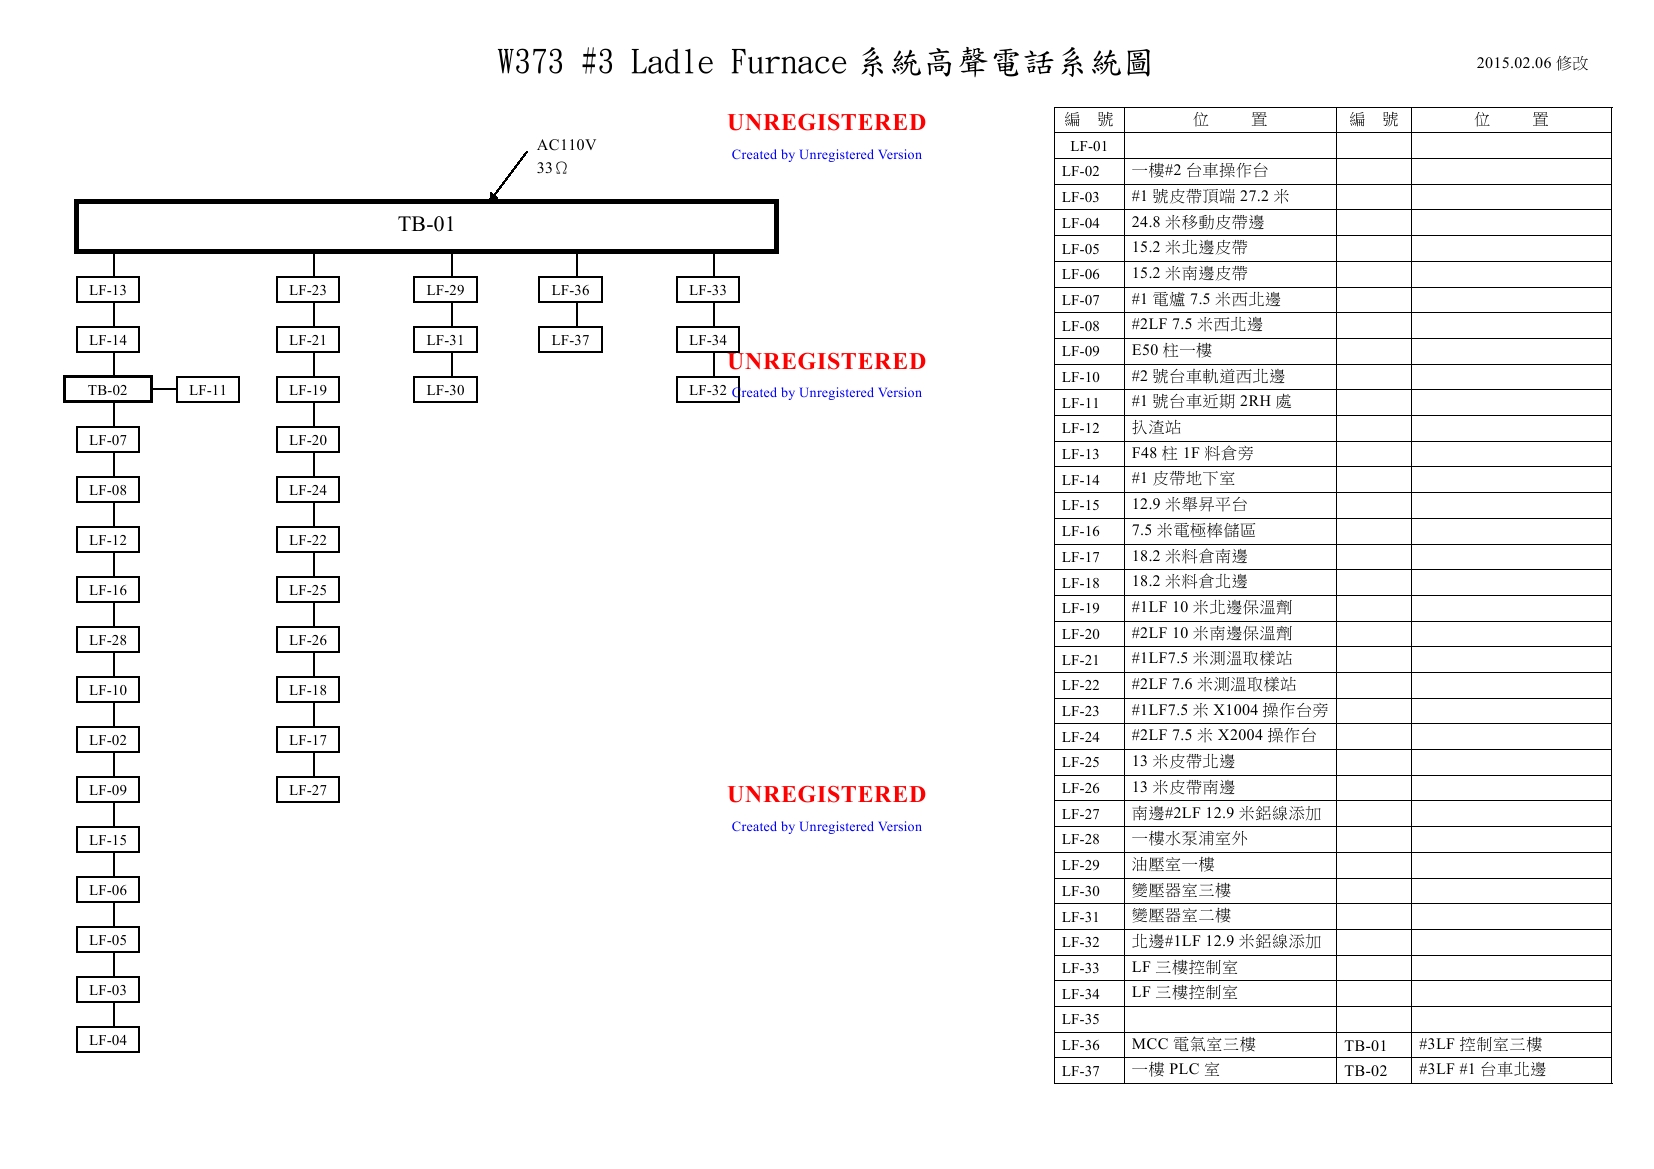 W373 #3 Ladle Furnace 系統高聲電話系統圖
2015.02.06 修改
UNREGISTERED
Created by Unregistered Version
AC110V
33Ω
TB-01
LF-13 LF-23 LF-29 LF-36 LF-33
LF-14 LF-21 LF-31 LF-37 LF-34
UNREGISTERED
TB-02 LF-11 LF-19 LF-30 LF-32
Created by Unregistered Version
LF-07 LF-20
LF-08 LF-24
LF-12 LF-22
LF-16 LF-25
LF-28 LF-26
LF-10 LF-18
LF-02 LF-17
LF-09 LF-27
UNREGISTERED
Created by Unregistered Version
LF-15
LF-06
LF-05
LF-03
LF-04
編 號 位 置 編 號 位 置
LF-01
LF-02 一樓#2 台車操作台
LF-03 #1 號皮帶頂端 27.2 米
LF-04 24.8 米移動皮帶邊
LF-05 15.2 米北邊皮帶
LF-06 15.2 米南邊皮帶
LF-07 #1 電爐 7.5 米西北邊
LF-08 #2LF 7.5 米西北邊
LF-09 E50 柱一樓
LF-10 #2 號台車軌道西北邊
LF-11 #1 號台車近期 2RH 處
LF-12 扒渣站
LF-13 F48 柱 1F 料倉旁
LF-14 #1 皮帶地下室
LF-15 12.9 米舉昇平台
LF-16 7.5 米電極棒儲區
LF-17 18.2 米料倉南邊
LF-18 18.2 米料倉北邊
LF-19 #1LF 10 米北邊保溫劑
LF-20 #2LF 10 米南邊保溫劑
LF-21 #1LF7.5 米測溫取樣站
LF-22 #2LF 7.6 米測溫取樣站
LF-23 #1LF7.5 米 X1004 操作台旁
LF-24 #2LF 7.5 米 X2004 操作台
LF-25 13 米皮帶北邊
LF-26 13 米皮帶南邊
LF-27 南邊#2LF 12.9 米鋁線添加
LF-28 一樓水泵浦室外
LF-29 油壓室一樓
LF-30 變壓器室三樓
LF-31 變壓器室二樓
LF-32 北邊#1LF 12.9 米鋁線添加
LF-33 LF 三樓控制室
LF-34 LF 三樓控制室
LF-35
LF-36 MCC 電氣室三樓 TB-01 #3LF 控制室三樓
LF-37 一樓 PLC 室 TB-02 #3LF #1 台車北邊